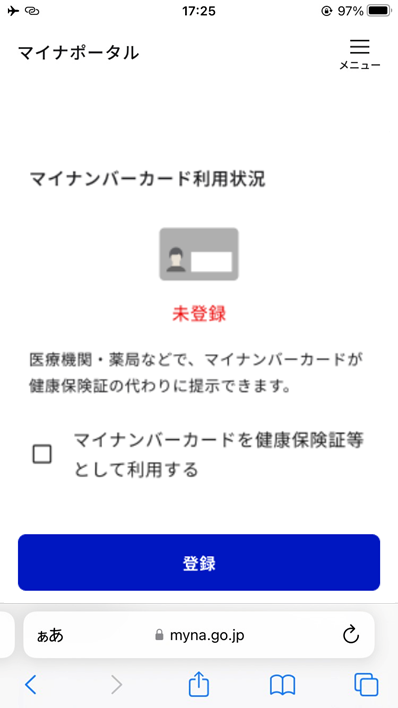 17:25
97%
マイナポータル
メニュー
マイナンバーカード利用状況
未登録
医療機関・薬局などで、マイナンバーカードが
健康保険証の代わりに提示できます。
マイナンバーカードを健康保険証等
として利用する
登録
ぁあ
myna.go.jp